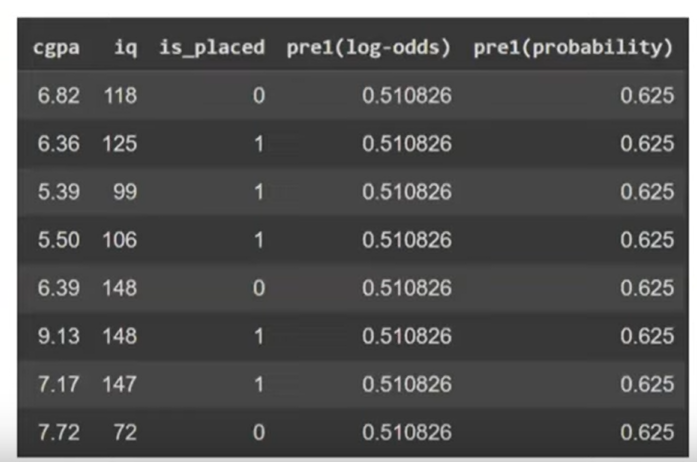 cgpa iq is_placed pre1(log-odds) pre1(probability)
6.82 118 0 0.510826 0.625
6.36 125 1 0.510826 0.625
5.39 99 1 0.510826 0.625
5.50 106 1 0.510826 0.625
6.39 148 0 0.510826 0.625
9.13 148 1 0.510826 0.625
7.17 147 1 0.510826 0.625
7.72 72 0 0.510826 0.625